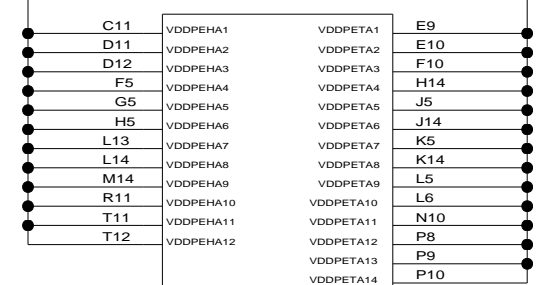 C11 VDDPEHA1 VDDPETA1 E9
D11 VDDPEHA2 VDDPETA2 E10
D12 VDDPEHA3 VDDPETA3 F10
F5 VDDPEHA4 VDDPETA4 H14
G5 VDDPEHA5 VDDPETA5 J5
H5 VDDPEHA6 VDDPETA6 J14
L13 VDDPEHA7 VDDPETA7 K5
L14 VDDPEHA8 VDDPETA8 K14
M14 VDDPEHA9 VDDPETA9 L5
R11 VDDPEHA10 VDDPETA10 L6
T11 VDDPEHA11 VDDPETA11 N10
T12 VDDPEHA12 VDDPETA12 P8
VDDPETA13 P9
VDDPETA14 P10